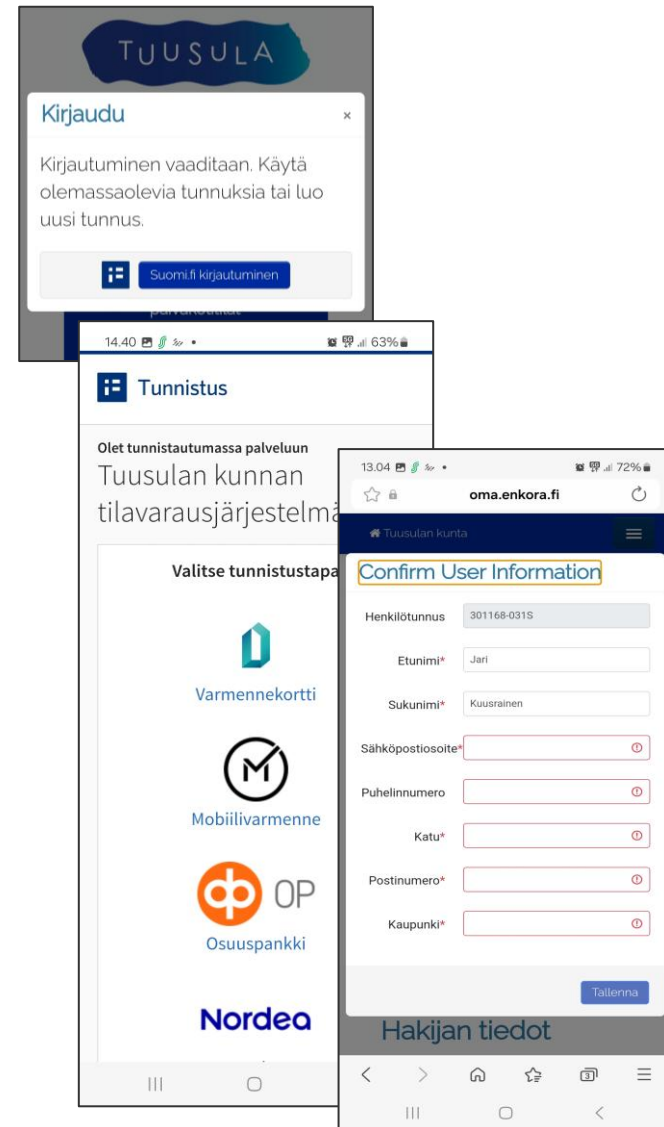 TUUSULA
Kirjaudu
×
Kirjautuminen vaaditaan. Käytä
olemassaolevia tunnuksia tai luo
uusi tunnus.
Suomi.fi kirjautuminen
14.40
63%
Tunnistus
Olet tunnistautumassa palveluun
Tuusulan kunnan
tilavarausjärjestelmä
Valitse tunnistustapa
Varmennekortti
Mobiilivarmenne
OP
Osuuspankki
Nordea
13.04
72%
oma.enkora.fi
Tuusulan kunta
Confirm User Information
Henkilötunnus 301168-031S
Etunimi* Jari
Sukunimi* Kuusrainen
Sähköpostiosoite*
Puhelinnumero
Katu*
Postinumero*
Kaupunki*
Tallenna
Hakijan tiedot
3